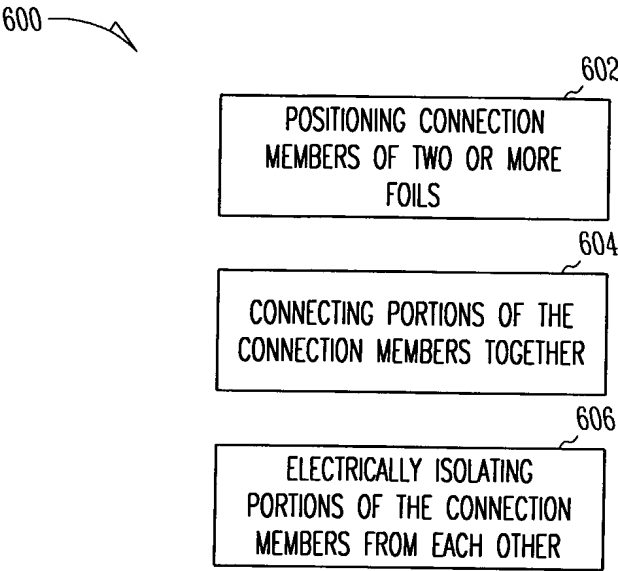 600
602
POSITIONING CONNECTION
MEMBERS OF TWO OR MORE
FOILS
604
CONNECTING PORTIONS OF THE
CONNECTION MEMBERS TOGETHER
606
ELECTRICALLY ISOLATING
PORTIONS OF THE CONNECTION
MEMBERS FROM EACH OTHER